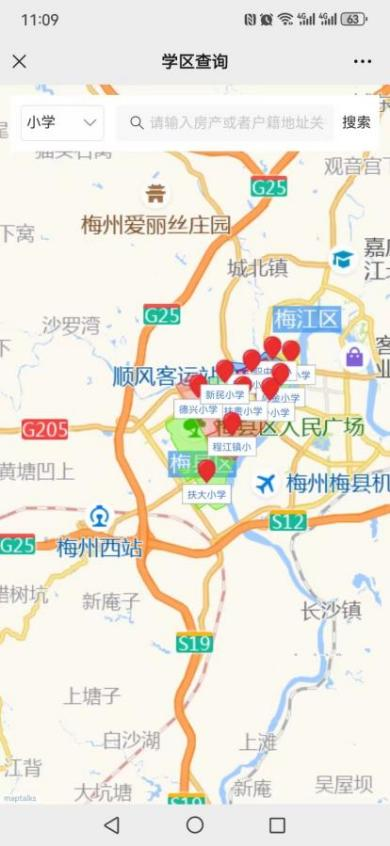 11:09
63
学区查询
小学
请输入房产或者户籍地址关
搜索
观音宫下
G25
梅州爱丽丝庄园
下窝
城北镇
嘉应
江北
G25
沙罗湾
梅江区
顺风客运站
小学
新民小学
德兴小学
扶贵小学
小学
G205
梅县区人民广场
程江镇小
黄塘凹上
梅县区
扶大小学
梅州梅县机
S12
G25
梅州西站
腊树坑
新庵子
长沙镇
S19
上塘子
白沙湖
上滩
江背
大坑塘
新庵
吴屋坝
S19
maptalks